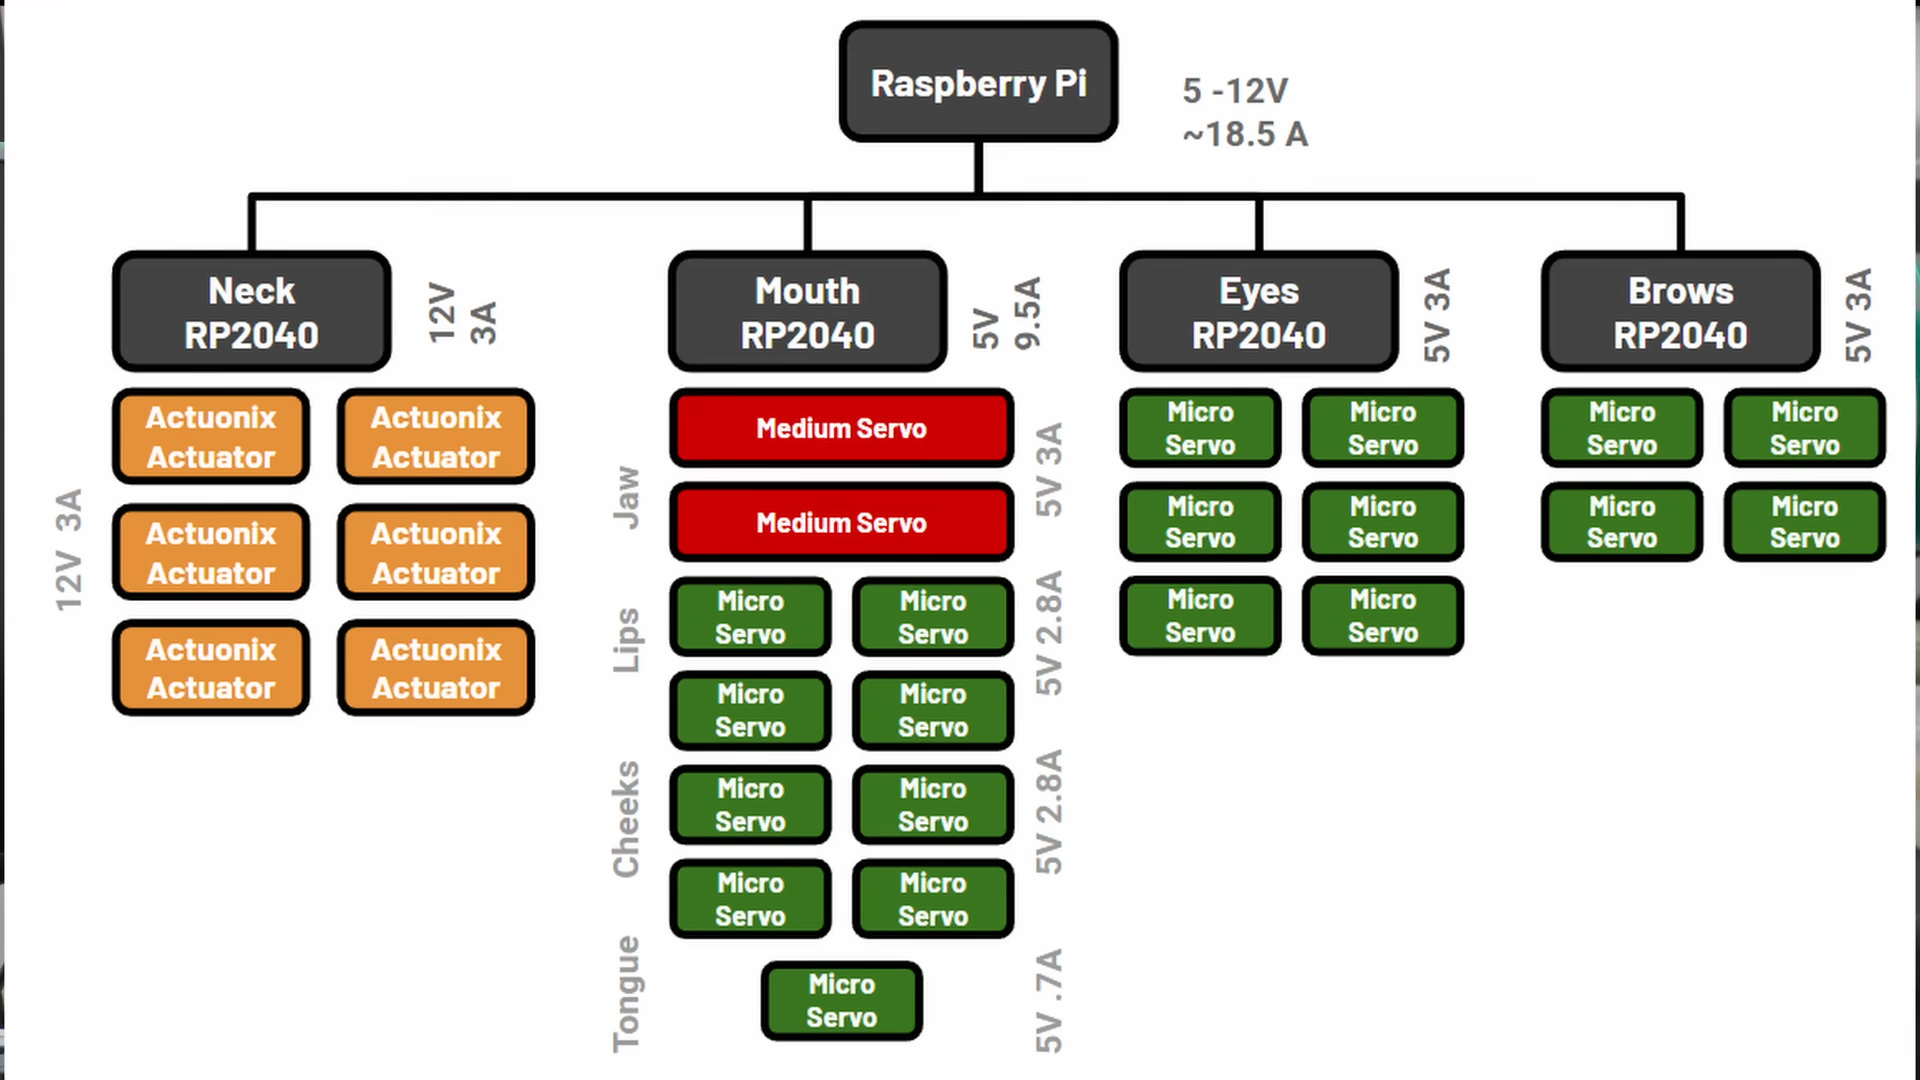 Raspberry Pi
5 -12V
~18.5 A
Neck
RP2040
12V
3A
Actuonix
Actuator
Actuonix
Actuator
Actuonix
Actuator
Actuonix
Actuator
Actuonix
Actuator
Actuonix
Actuator
12V 3A
Mouth
RP2040
5V
9.5A
Jaw
Medium Servo
Medium Servo
5V 3A
Lips
Micro
Servo
Micro
Servo
Micro
Servo
Micro
Servo
5V 2.8A
Cheeks
Micro
Servo
Micro
Servo
Micro
Servo
Micro
Servo
5V 2.8A
Tongue
Micro
Servo
5V .7A
Eyes
RP2040
5V 3A
Micro
Servo
Micro
Servo
Micro
Servo
Micro
Servo
Micro
Servo
Micro
Servo
Brows
RP2040
5V 3A
Micro
Servo
Micro
Servo
Micro
Servo
Micro
Servo